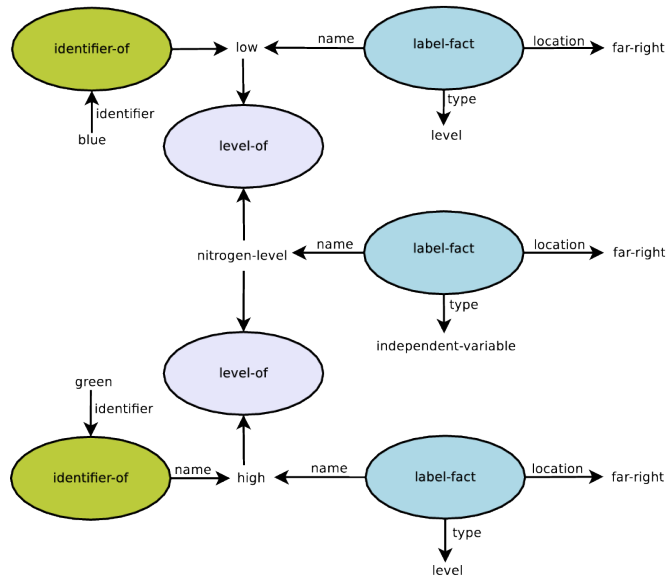 identifier-of
low
name
label-fact
location
far-right
identifier
blue
type
level
level-of
nitrogen-level
name
label-fact
location
far-right
type
independent-variable
level-of
green
identifier
identifier-of
name
high
name
label-fact
location
far-right
type
level